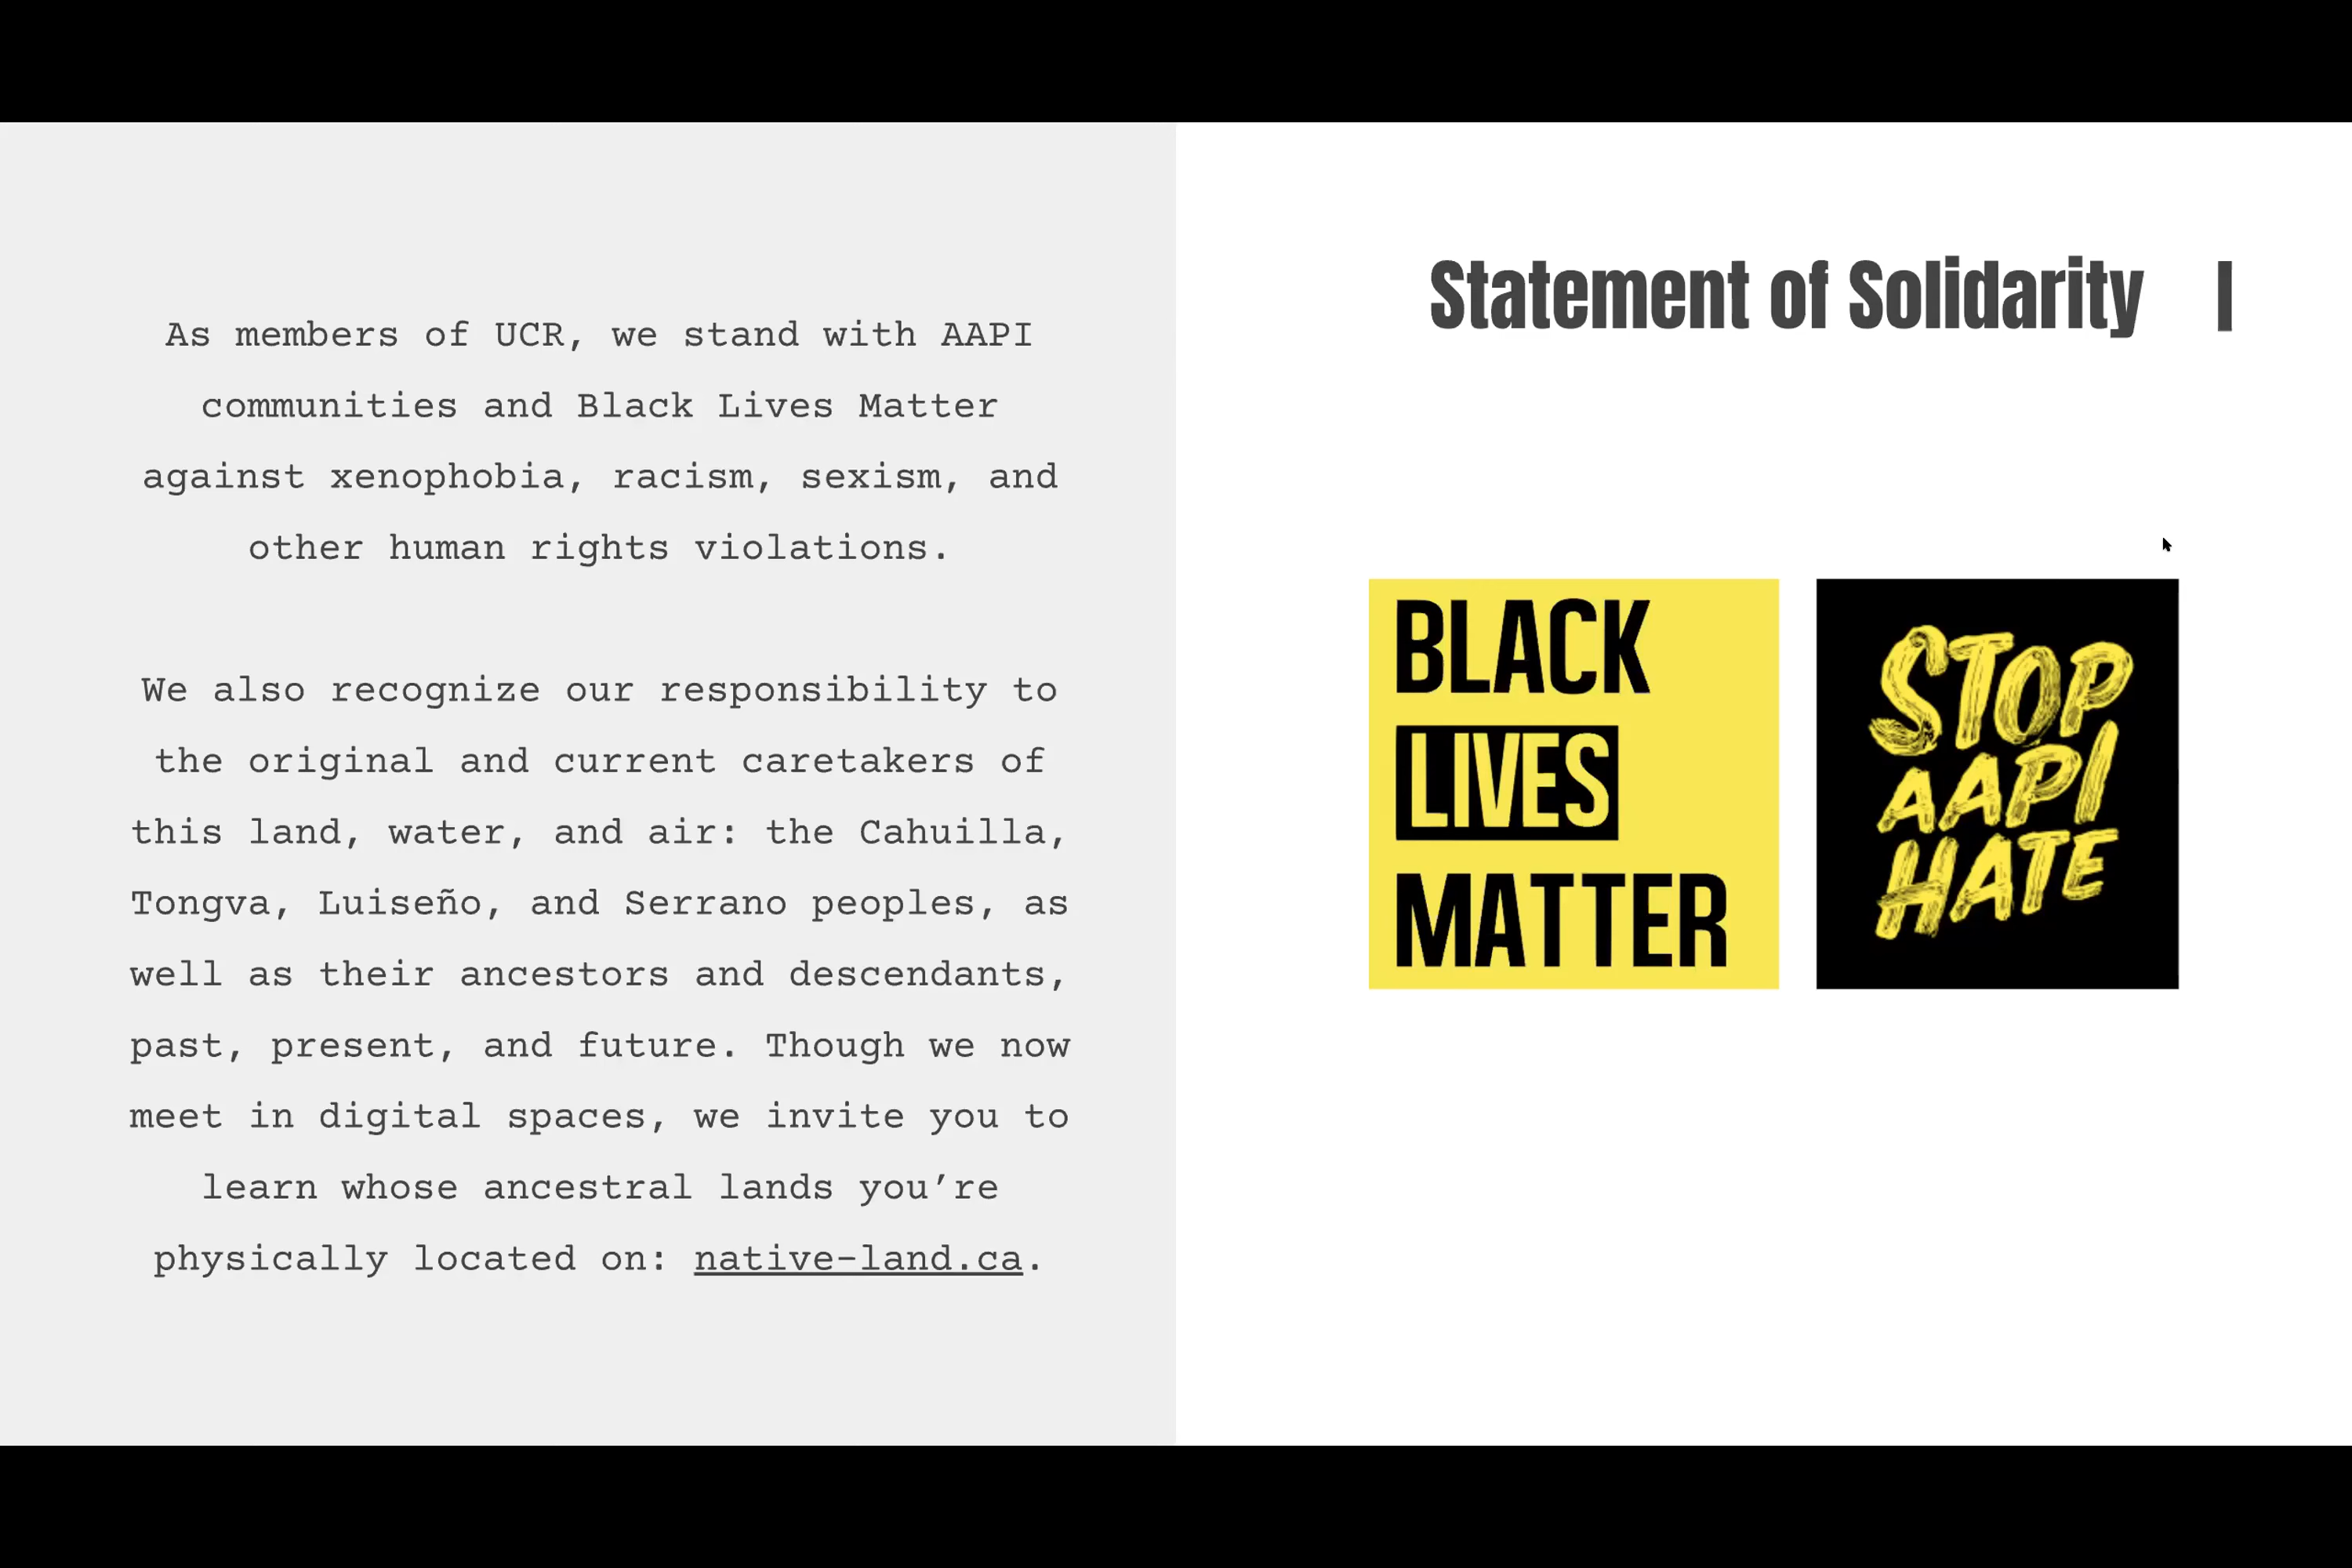 As members of UCR, we stand with AAPI
communities and Black Lives Matter
against xenophobia, racism, sexism, and
other human rights violations.
We also recognize our responsibility to
the original and current caretakers of
this land, water, and air: the Cahuilla,
Tongva, Luiseño, and Serrano peoples, as
well as their ancestors and descendants,
past, present, and future. Though we now
meet in digital spaces, we invite you to
learn whose ancestral lands you’re
physically located on: native-land.ca.
Statement of Solidarity
BLACK
LIVES
MATTER
STOP
AAPI
HATE